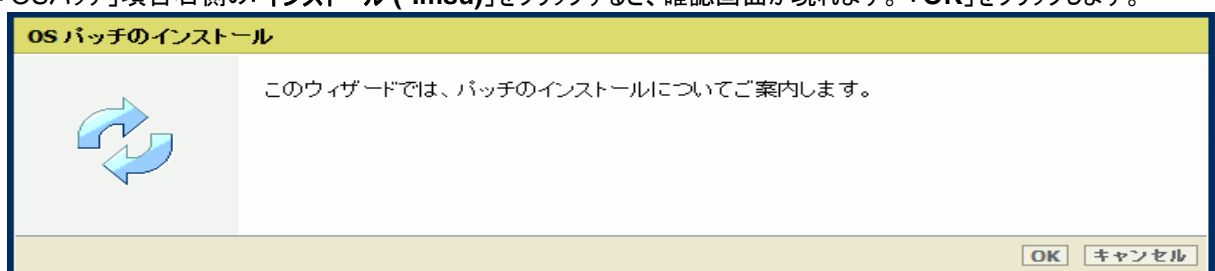 OSパッチ」項目右側の「インストール (*.msu)」をクリックすると、確認画面が現れます。「OK」をクリックします。
OS パッチのインストール
このウィザードでは、パッチのインストールについてご案内します。
OK キャンセル